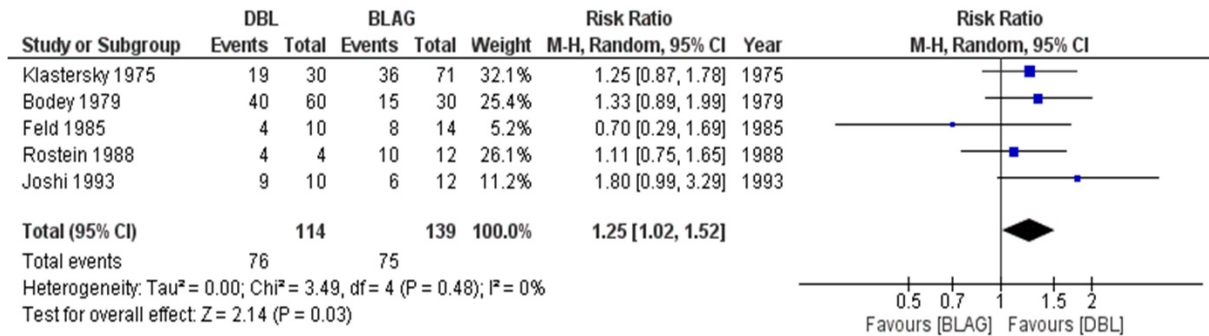 DBL BLAG Risk Ratio Risk Ratio
Study or Subgroup Events Total Events Total Weight M-H, Random, 95% CI Year M-H, Random, 95% CI
Klastersky 1975 19 30 36 71 32.1% 1.25 [0.87, 1.78] 1975
Bodey 1979 40 60 15 30 25.4% 1.33 [0.89, 1.99] 1979
Feld 1985 4 10 8 14 5.2% 0.70 [0.29, 1.69] 1985
Rostein 1988 4 4 10 12 26.1% 1.11 [0.75, 1.65] 1988
Joshi 1993 9 10 6 12 11.2% 1.80 [0.99, 3.29] 1993
Total (95% CI) 114 139 100.0% 1.25 [1.02, 1.52]
Total events 76 75
Heterogeneity: Tau² = 0.00; Chi² = 3.49, df = 4 (P = 0.48); I² = 0%
Test for overall effect: Z = 2.14 (P = 0.03)
0.5 0.7 1 1.5 2
Favours [BLAG] Favours [DBL]